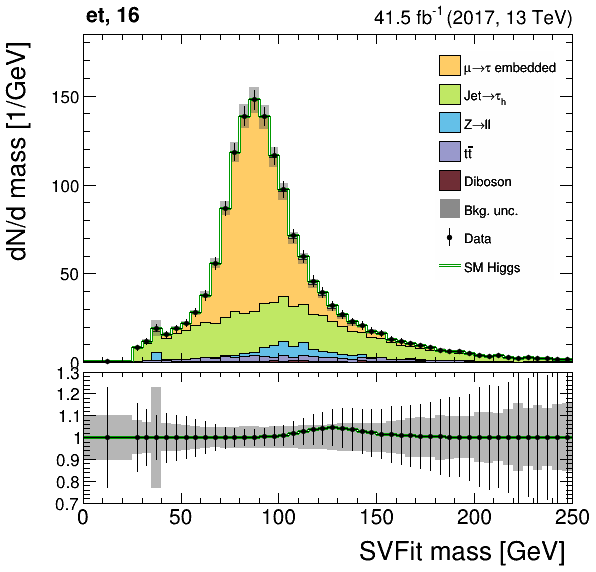 et, 16
41.5 fb⁻¹ (2017, 13 TeV)
dN/d mass [1/GeV]
150
100
50
0
μ→τ embedded
Jet→τₕ
Z→ll
tt̄
Diboson
Bkg. unc.
Data
SM Higgs
1.3
1.2
1.1
1
0.9
0.8
0.7
0 50 100 150 200 250
SVFit mass [GeV]